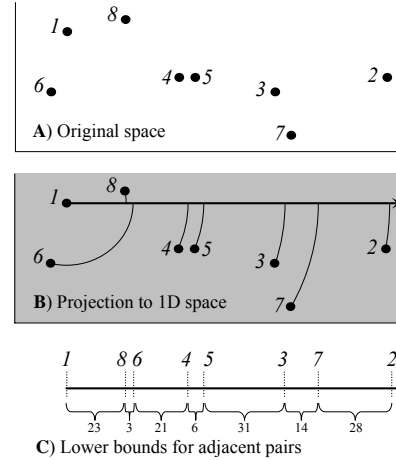 8
1
4 5
2
6
3
7
A) Original space
8
1
4 5
2
6
3
7
B) Projection to 1D space
1 8 6 4 5 3 7 2
23 3 21 6 31 14 28
C) Lower bounds for adjacent pairs